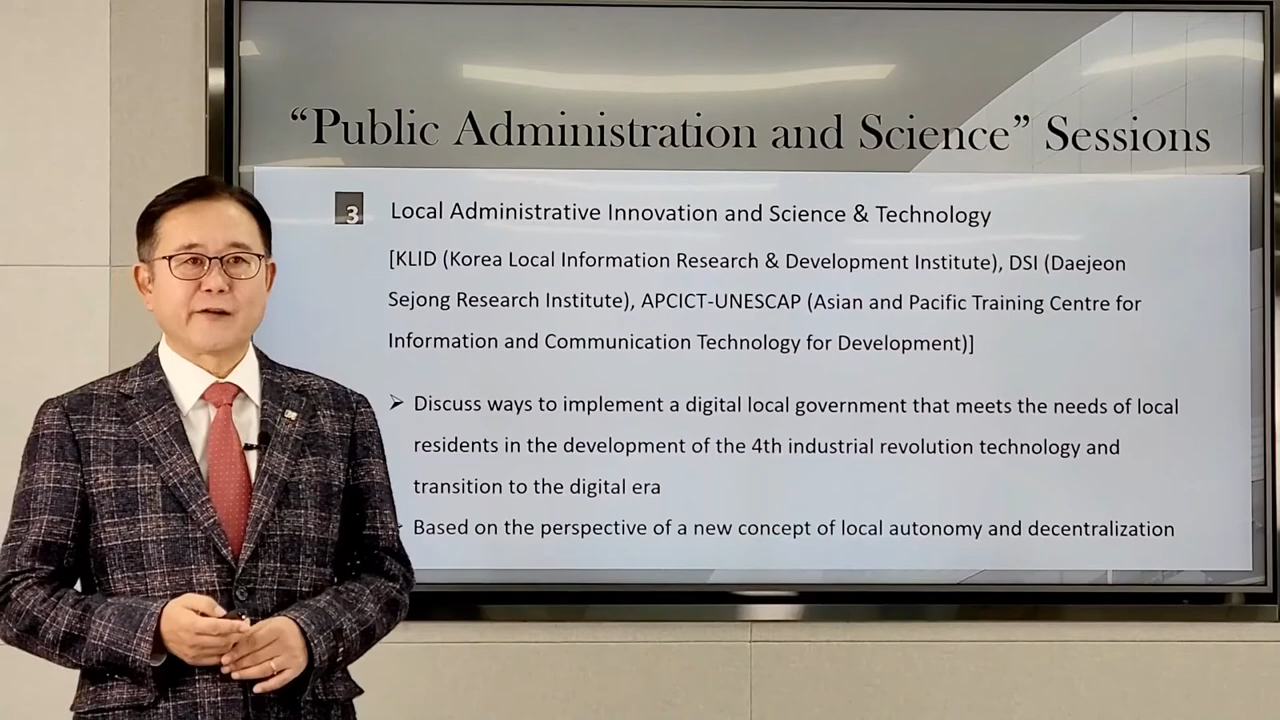 “Public Administration and Science” Sessions
3 Local Administrative Innovation and Science & Technology
[KLID (Korea Local Information Research & Development Institute), DSI (Daejeon
Sejong Research Institute), APCICT-UNESCAP (Asian and Pacific Training Centre for
Information and Communication Technology for Development)]
➢ Discuss ways to implement a digital local government that meets the needs of local
residents in the development of the 4th industrial revolution technology and
transition to the digital era
Based on the perspective of a new concept of local autonomy and decentralization